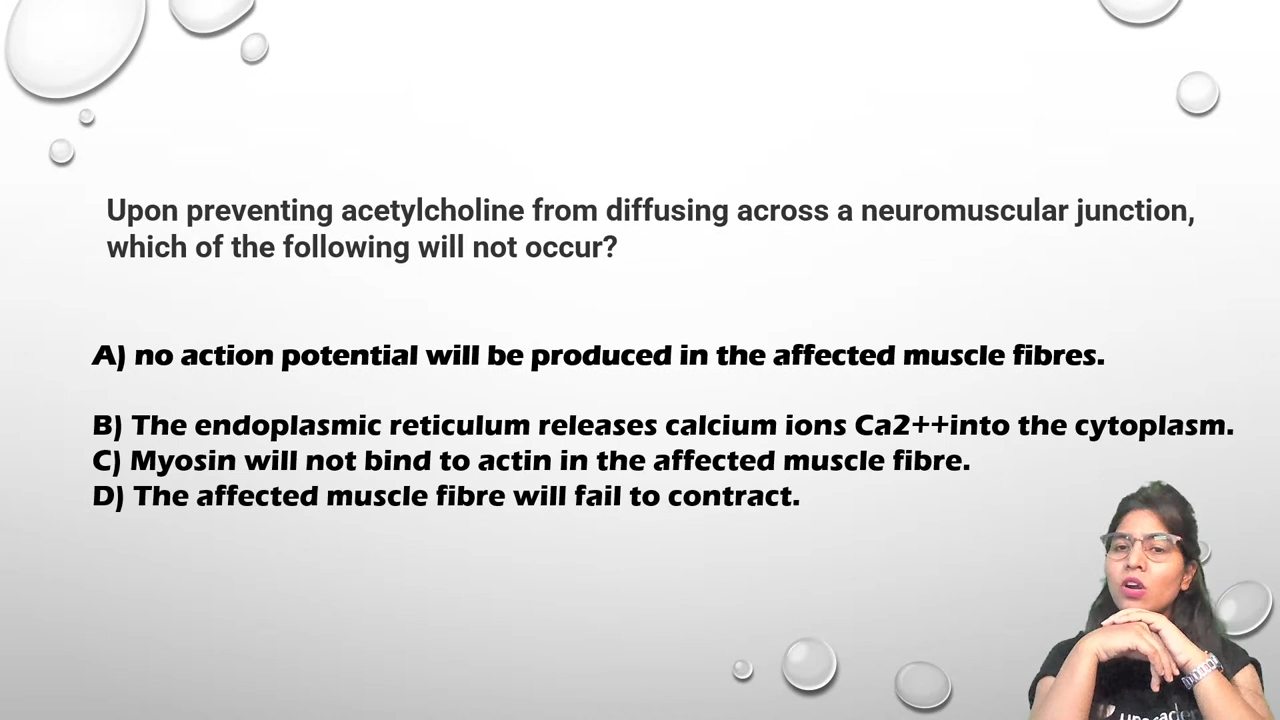 Upon preventing acetylcholine from diffusing across a neuromuscular junction,
which of the following will not occur?
A) no action potential will be produced in the affected muscle fibres.
B) The endoplasmic reticulum releases calcium ions Ca2++into the cytoplasm.
C) Myosin will not bind to actin in the affected muscle fibre.
D) The affected muscle fibre will fail to contract.